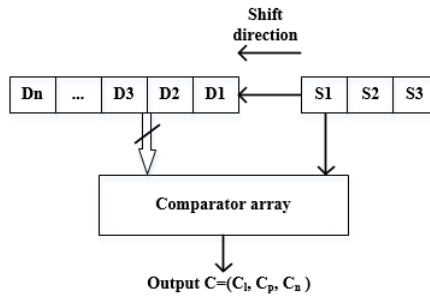 Shift
direction
Dn ... D3 D2 D1 S1 S2 S3
Comparator array
Output C=(Cl, Cp, Cn )